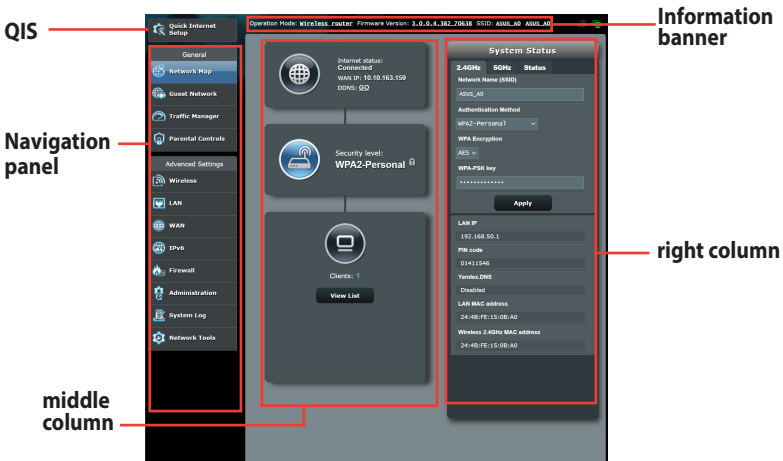 QIS
Quick Internet
Setup
Operation Mode: Wireless router Firmware Version: 3.0.0.4.382_70638 SSID: ASUS_A0 ASUS_A0
Information
banner
Navigation
panel
General
Network Map
Guest Network
Traffic Manager
Parental Controls
Advanced Settings
Wireless
LAN
WAN
IPv6
Firewall
Administration
System Log
Network Tools
Internet status:
Connected
WAN IP: 10.10.163.159
DDNS: GO
Security level:
WPA2-Personal
Clients: 1
View List
middle
column
System Status
2.4GHz 5GHz Status
Network Name (SSID)
ASUS_A0
Authentication Method
WPA2-Personal
WPA Encryption
AES
WPA-PSK key
•••••••••••••
Apply
LAN IP
192.168.50.1
PIN code
01411546
Yandex.DNS
Disabled
LAN MAC address
24:4B:FE:15:0B:A0
Wireless 2.4GHz MAC address
24:4B:FE:15:0B:A0
right column